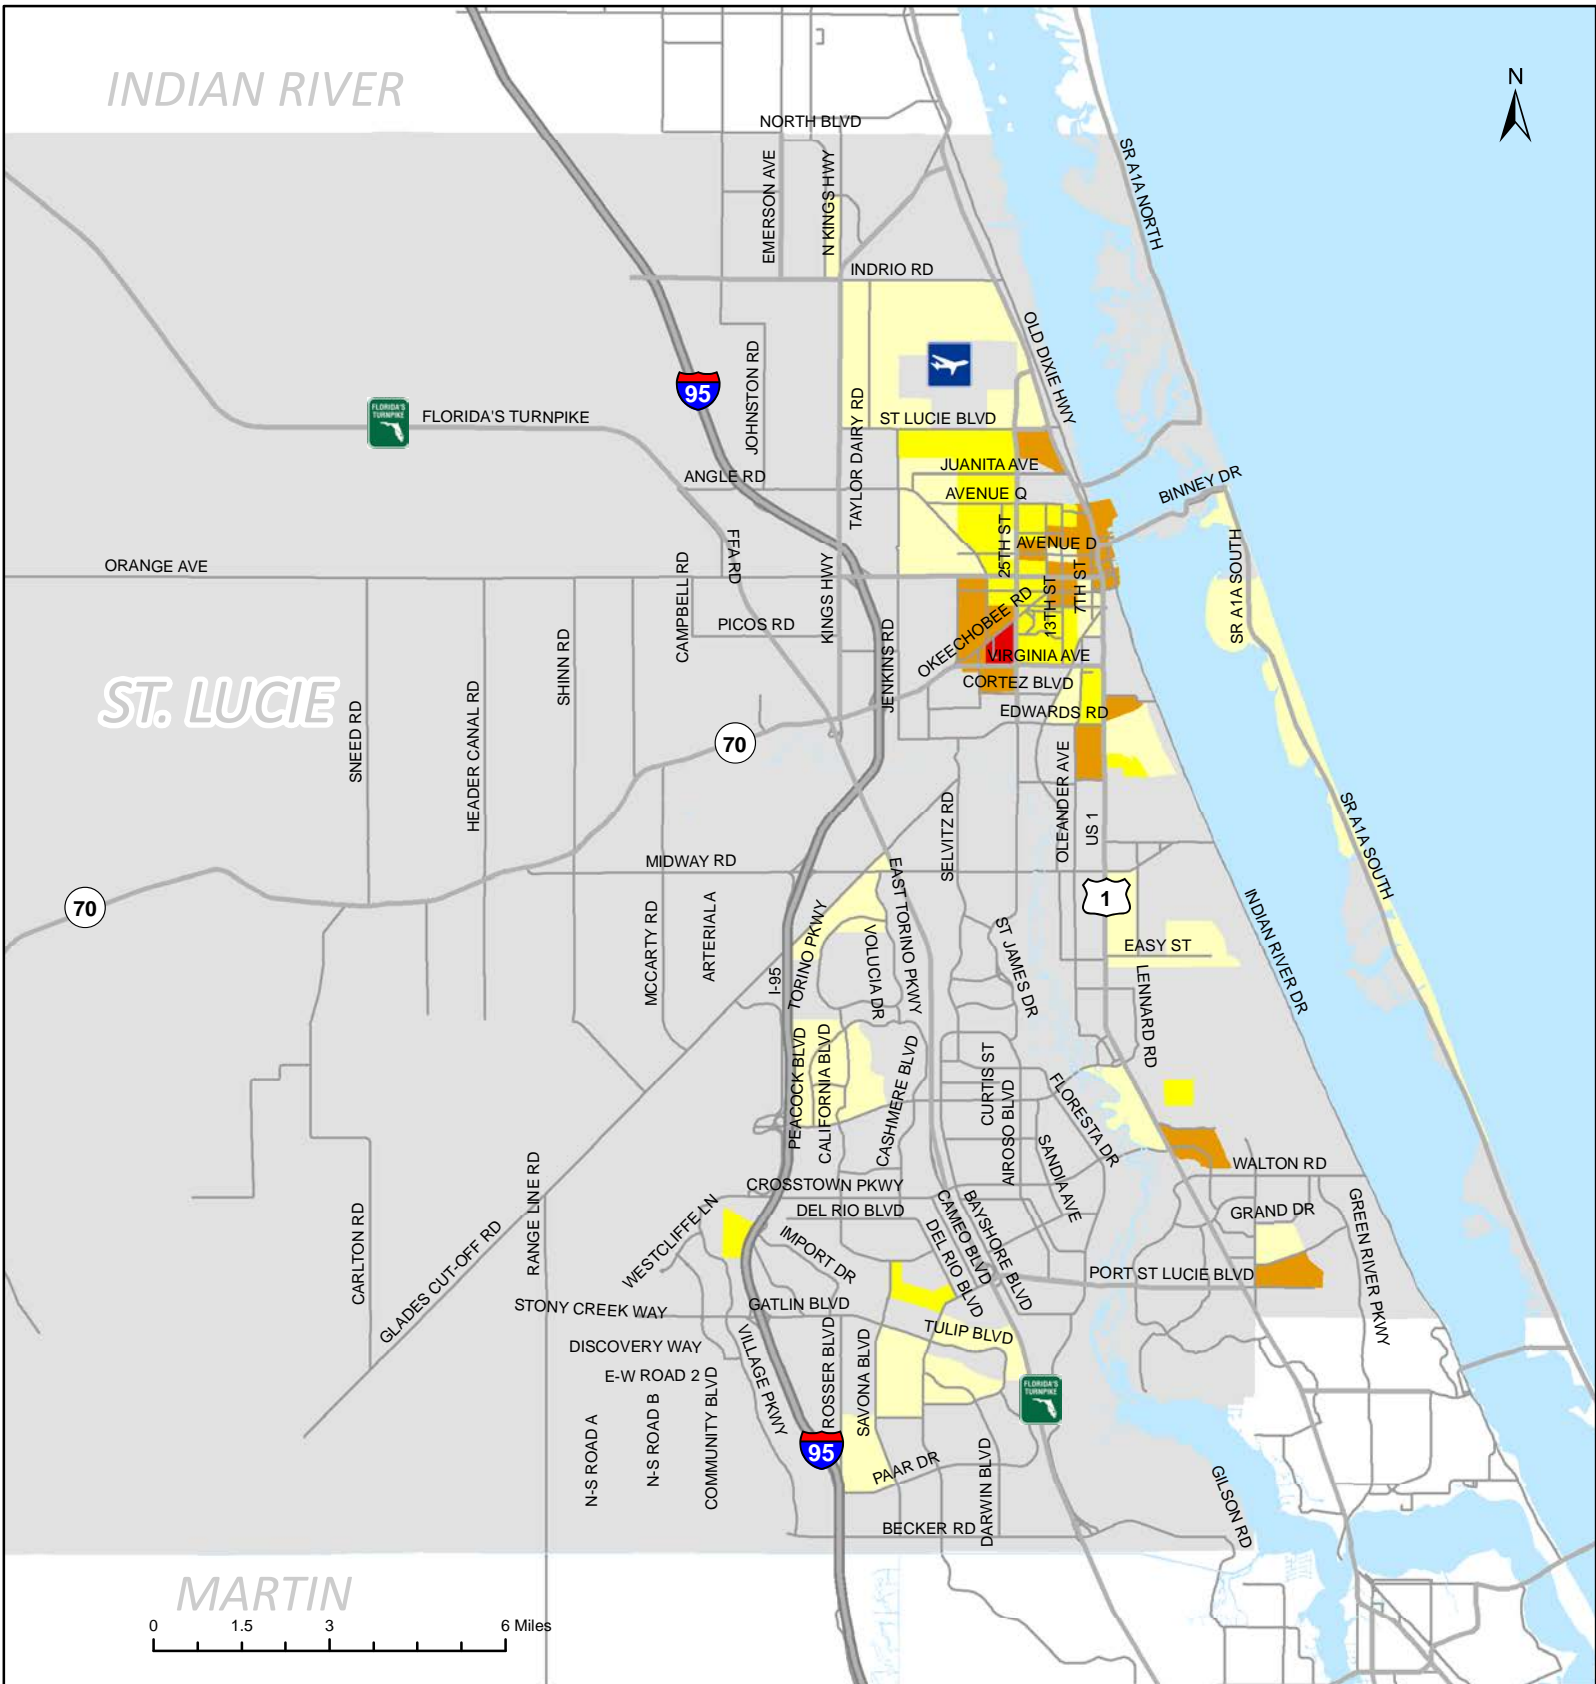 INDIAN RIVER
N
NORTH BLVD
SR A1A NORTH
EMERSON AVE
N KINGS HWY
INDRIO RD
OLD DIXIE HWY
JOHNSTON RD
95
FLORIDA'S
TURNPIKE
FLORIDA'S TURNPIKE
TAYLOR DAIRY RD
ST LUCIE BLVD
JUANITA AVE
ANGLE RD
AVENUE Q
BINNEY DR
25TH ST
AVENUE D
FFA RD
ORANGE AVE
CAMPBELL RD
KINGS HWY
13TH ST
7TH ST
SR A1A SOUTH
PICOS RD
OKEECHOBEE RD
SHINN RD
JENKINS RD
VIRGINIA AVE
CORTEZ BLVD
EDWARDS RD
ST. LUCIE
SNEED RD
HEADER CANAL RD
70
OLEANDER AVE
US 1
SELVITZ RD
SR A1A SOUTH
MIDWAY RD
EAST TORINO PKWY
70
1
MCCARTY RD
ARTERIAL A
TORINO PKWY
VOLUCIA DR
ST JAMES DR
EASY ST
INDIAN RIVER DR
I-95
LENNARD RD
PEACOCK BLVD
CALIFORNIA BLVD
CASHMERE BLVD
CURTIS ST
AIROSO BLVD
FLORESTA DR
SANDIA AVE
WALTON RD
RANGE LINE RD
CROSSTOWN PKWY
CARLTON RD
GLADES CUT-OFF RD
WESTCLIFFE LN
DEL RIO BLVD
IMPORT DR
DEL RIO BLVD
CAMEO BLVD
BAYSHORE BLVD
GRAND DR
GREEN RIVER PKWY
PORT ST LUCIE BLVD
STONY CREEK WAY
GATLIN BLVD
TULIP BLVD
DISCOVERY WAY
VILLAGE PKWY
ROSSER BLVD
SAVONA BLVD
E-W ROAD 2
FLORIDA'S
TURNPIKE
N-S ROAD A
N-S ROAD B
COMMUNITY BLVD
95
PAAR DR
DARWIN BLVD
GILSON RD
BECKER RD
MARTIN
0 1.5 3 6 Miles